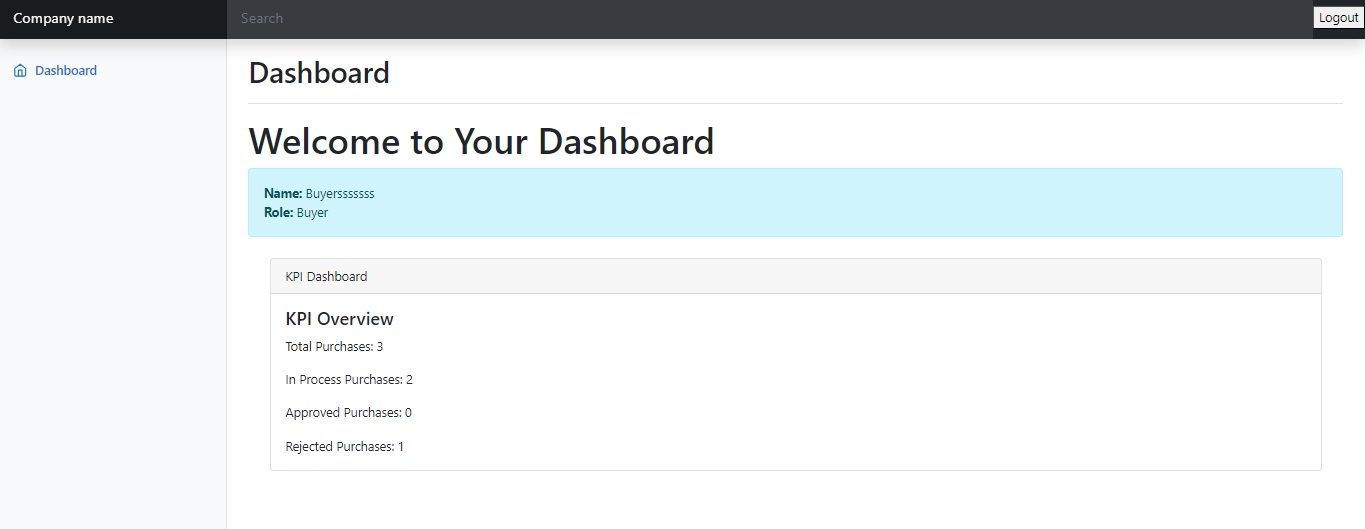 Company name
Search
Logout
Dashboard
Dashboard
Welcome to Your Dashboard
Name: Buyersssssss
Role: Buyer
KPI Dashboard
KPI Overview
Total Purchases: 3
In Process Purchases: 2
Approved Purchases: 0
Rejected Purchases: 1